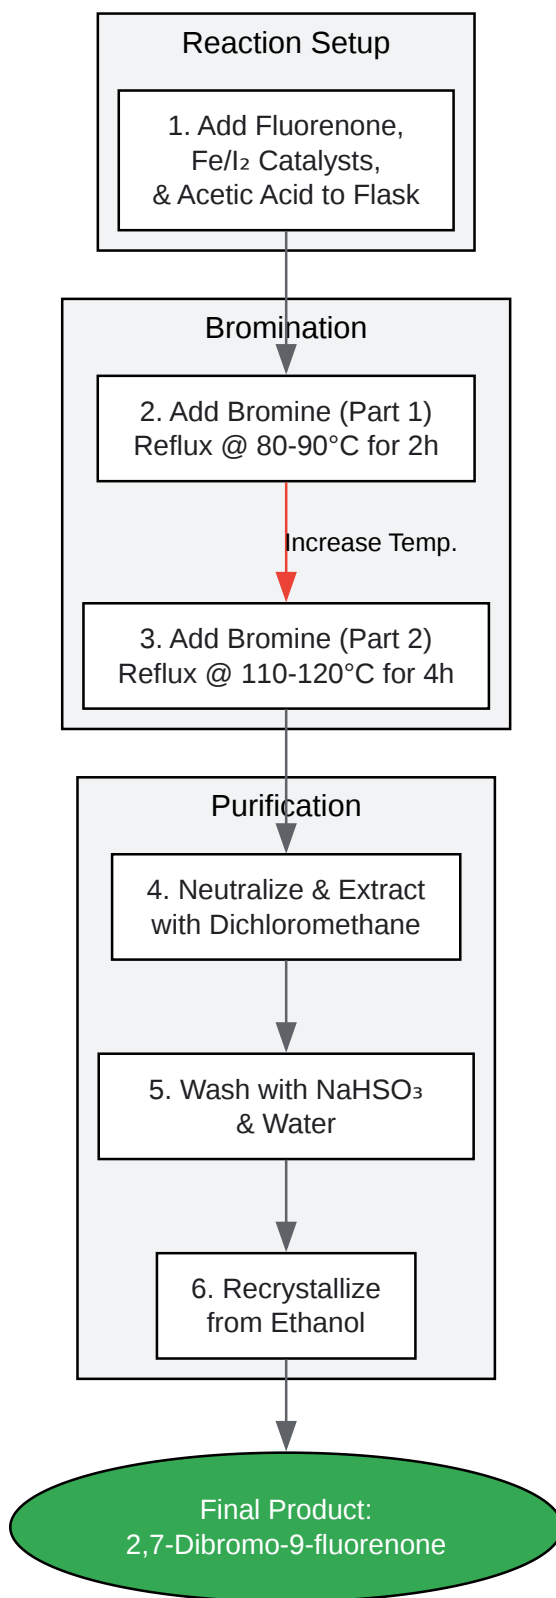 Reaction Setup
1. Add Fluorenone,
Fe/I₂ Catalysts,
& Acetic Acid to Flask
Bromination
2. Add Bromine (Part 1)
Reflux @ 80-90°C for 2h
Increase Temp.
3. Add Bromine (Part 2)
Reflux @ 110-120°C for 4h
Purification
4. Neutralize & Extract
with Dichloromethane
5. Wash with NaHSO₃
& Water
6. Recrystallize
from Ethanol
Final Product:
2,7-Dibromo-9-fluorenone